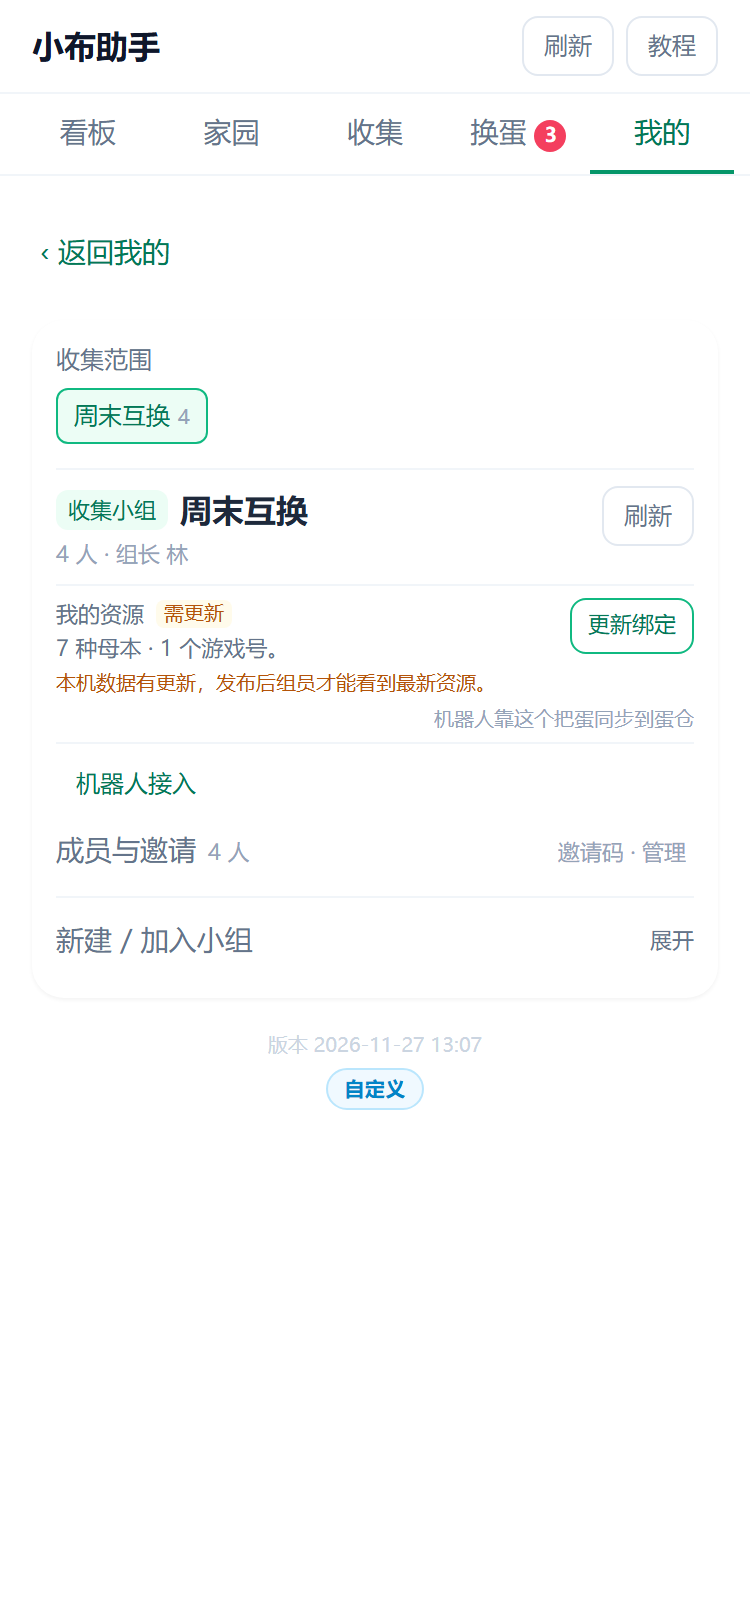 小布助手
刷新
教程
看板
家园
收集
换蛋 3
我的
‹ 返回我的
收集范围
周末互换 4
收集小组 周末互换
刷新
4 人 · 组长 林
我的资源 需更新
更新绑定
7 种母本 · 1 个游戏号。
本机数据有更新，发布后组员才能看到最新资源。
机器人靠这个把蛋同步到蛋仓
机器人接入
成员与邀请 4 人
邀请码 · 管理
新建 / 加入小组
展开
版本 2026-11-27 13:07
自定义